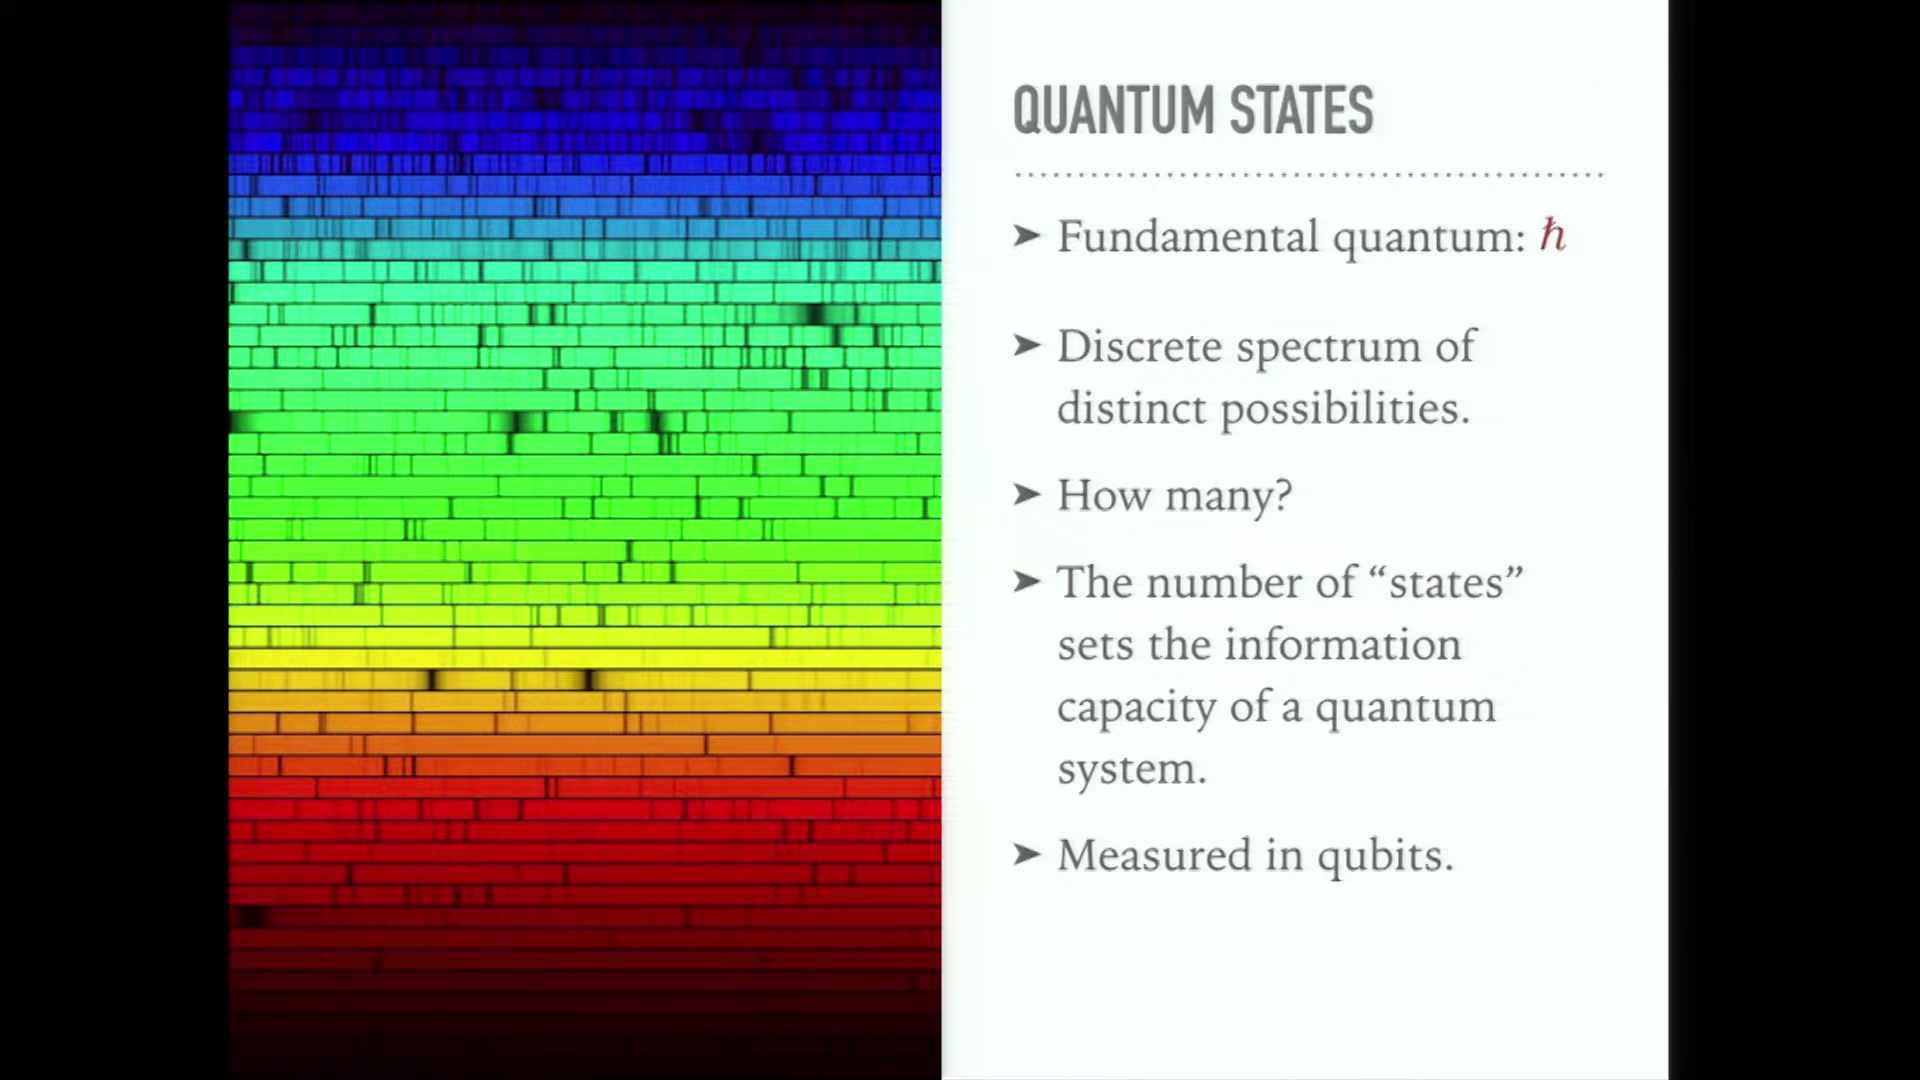 QUANTUM STATES
➤ Fundamental quantum: ℏ
➤ Discrete spectrum of
distinct possibilities.
➤ How many?
➤ The number of “states”
sets the information
capacity of a quantum
system.
➤ Measured in qubits.